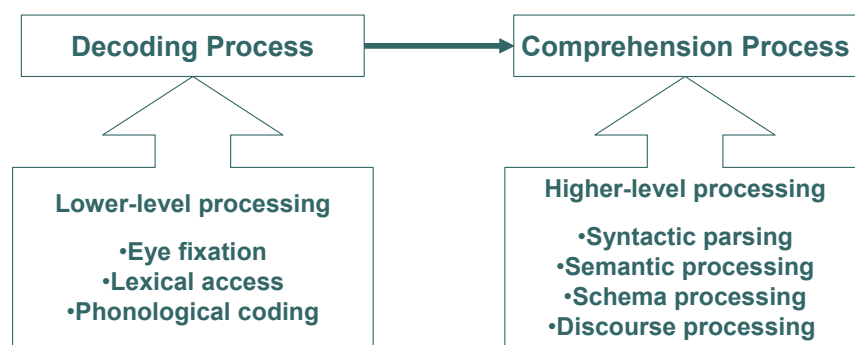 Decoding Process
Comprehension Process
Lower-level processing
•Eye fixation
•Lexical access
•Phonological coding
Higher-level processing
•Syntactic parsing
•Semantic processing
•Schema processing
•Discourse processing